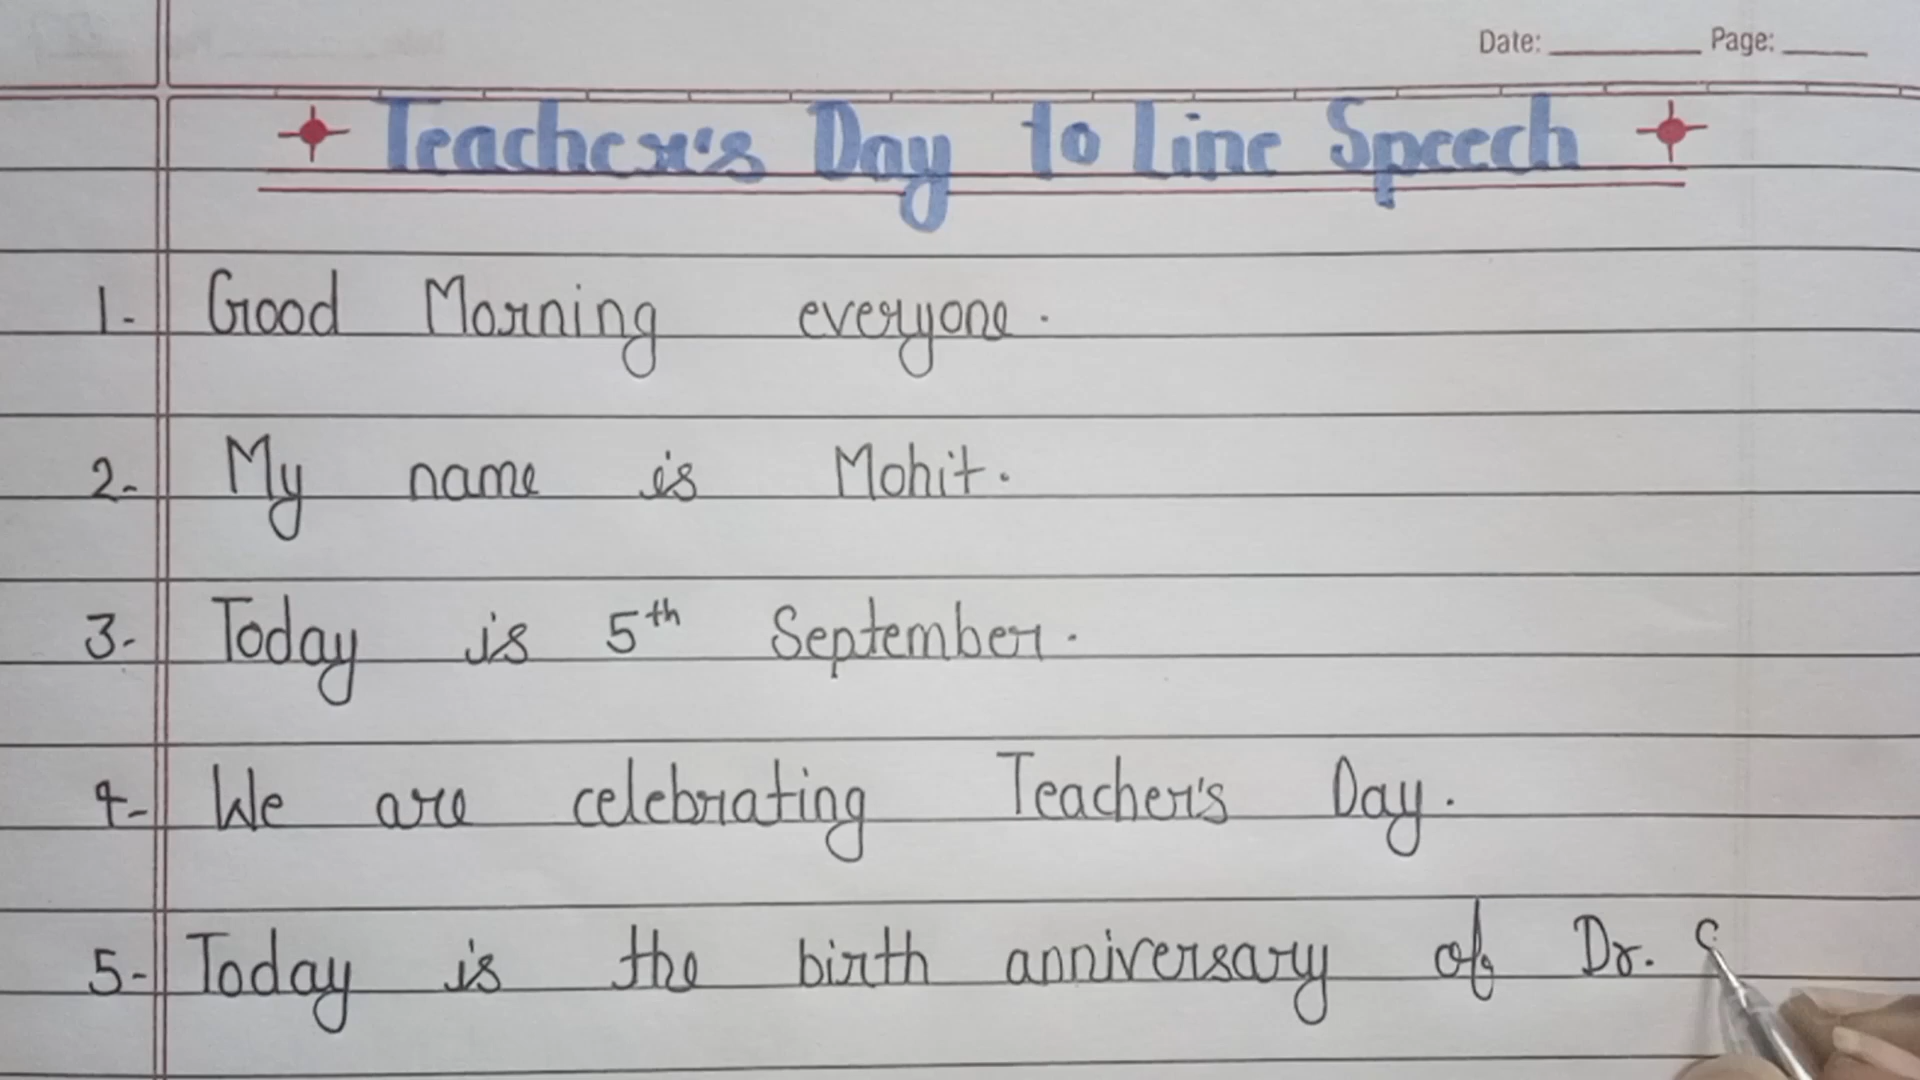 Date: Page:
Teacher's Day 10 Line Speech
1. Good Morning everyone.
2. My name is Mohit.
3. Today is 5th September.
4. We are celebrating Teacher's Day.
5. Today is the birth anniversary of Dr. S